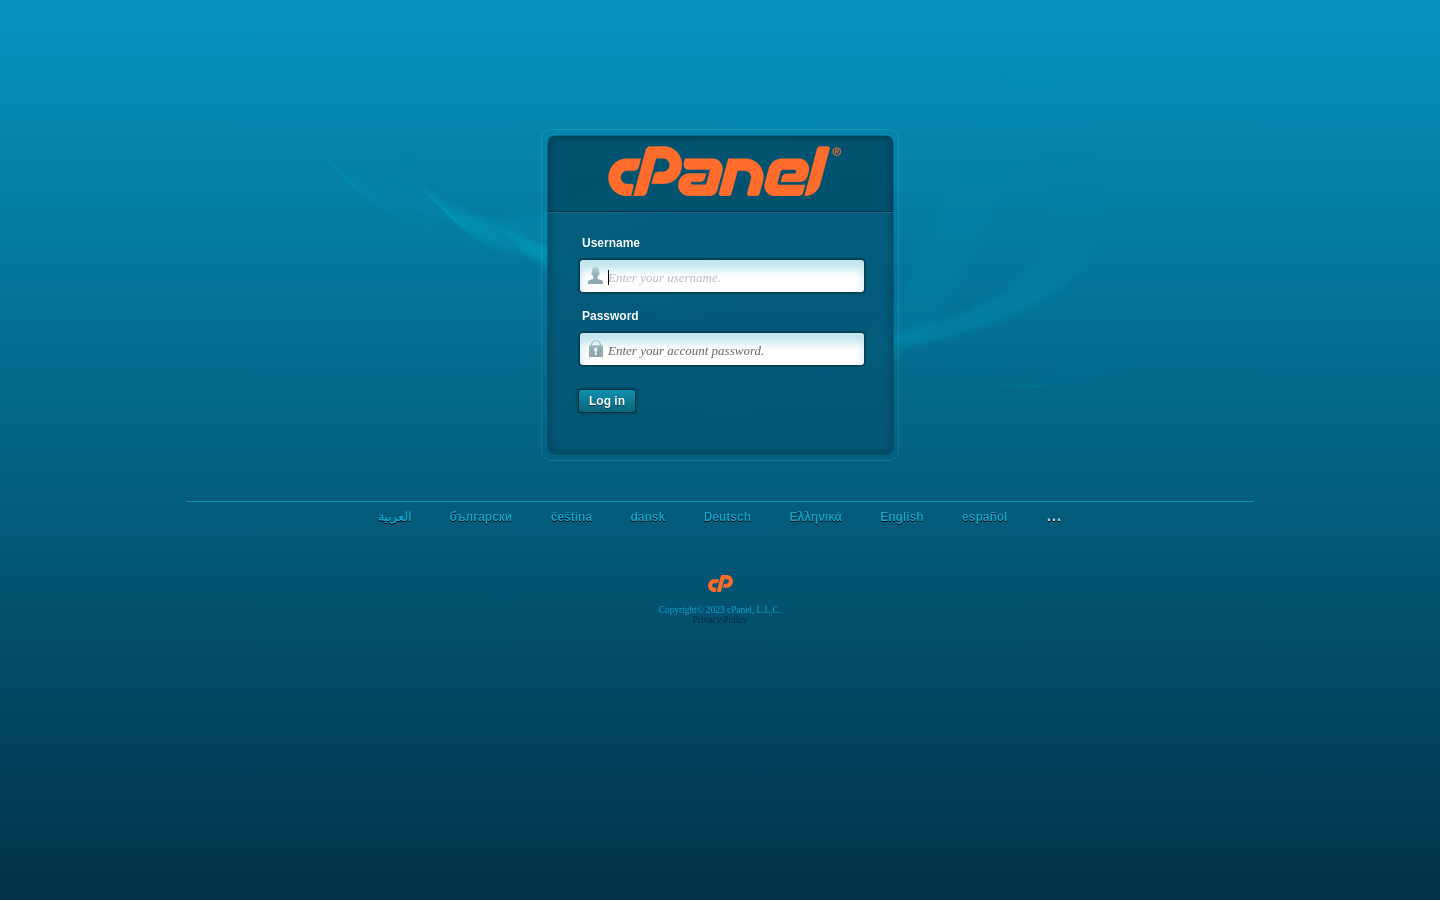 cPanel®
Username
Enter your username.
Password
Enter your account password.
Log in
العربية български čeština dansk Deutsch Ελληνικά English español ...
cP
Copyright© 2023 cPanel, L.L.C.
Privacy Policy